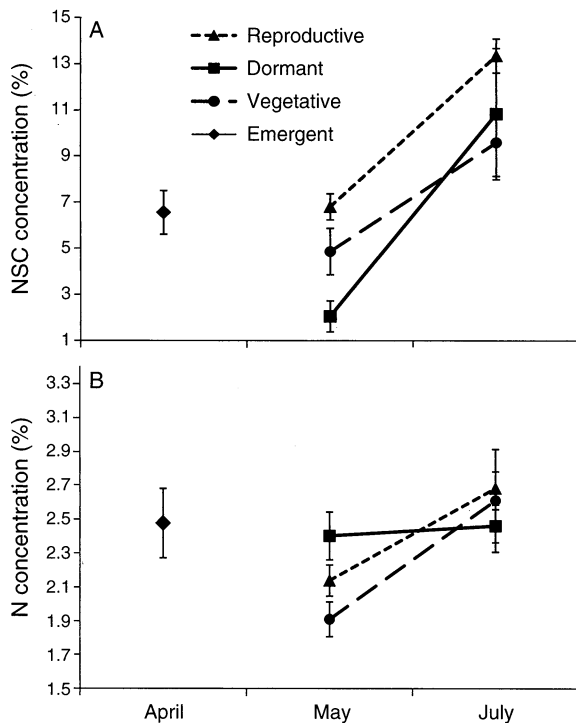 A
Reproductive
Dormant
Vegetative
Emergent
NSC concentration (%)
15
13
11
9
7
5
3
1
B
N concentration (%)
3.3
3.1
2.9
2.7
2.5
2.3
2.1
1.9
1.7
1.5
April May July